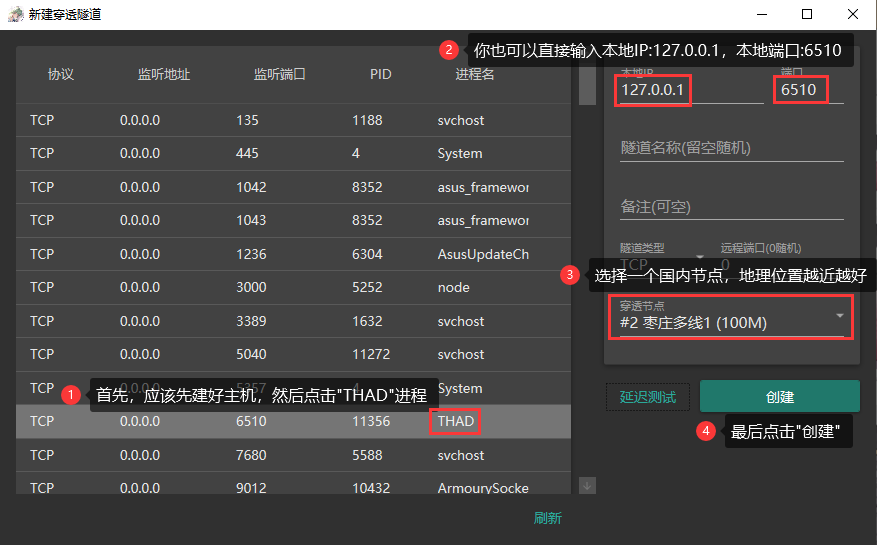 新建穿透隧道
2 你也可以直接输入本地IP:127.0.0.1，本地端口:6510
协议 监听地址 监听端口 PID 进程名
本地IP 端口
127.0.0.1 6510
TCP 0.0.0.0 135 1188 svchost
TCP 0.0.0.0 445 4 System
隧道名称(留空随机)
TCP 0.0.0.0 1042 8352 asus_framewor
备注(可空)
TCP 0.0.0.0 1043 8352 asus_framewor
隧道类型 远程端口(0随机)
TCP 0
TCP 0.0.0.0 1236 6304 AsusUpdateCh
3 选择一个国内节点，地理位置越近越好
TCP 0.0.0.0 3000 5252 node
穿透节点
#2 枣庄多线1 (100M)
TCP 0.0.0.0 3389 1632 svchost
TCP 0.0.0.0 5040 11272 svchost
TCP 0.0.0.0 5357 4 System
1 首先，应该先建好主机，然后点击"THAD"进程
延迟测试 创建
TCP 0.0.0.0 6510 11356 THAD
4 最后点击"创建"
TCP 0.0.0.0 7680 5588 svchost
TCP 0.0.0.0 9012 10432 ArmourySocke
刷新